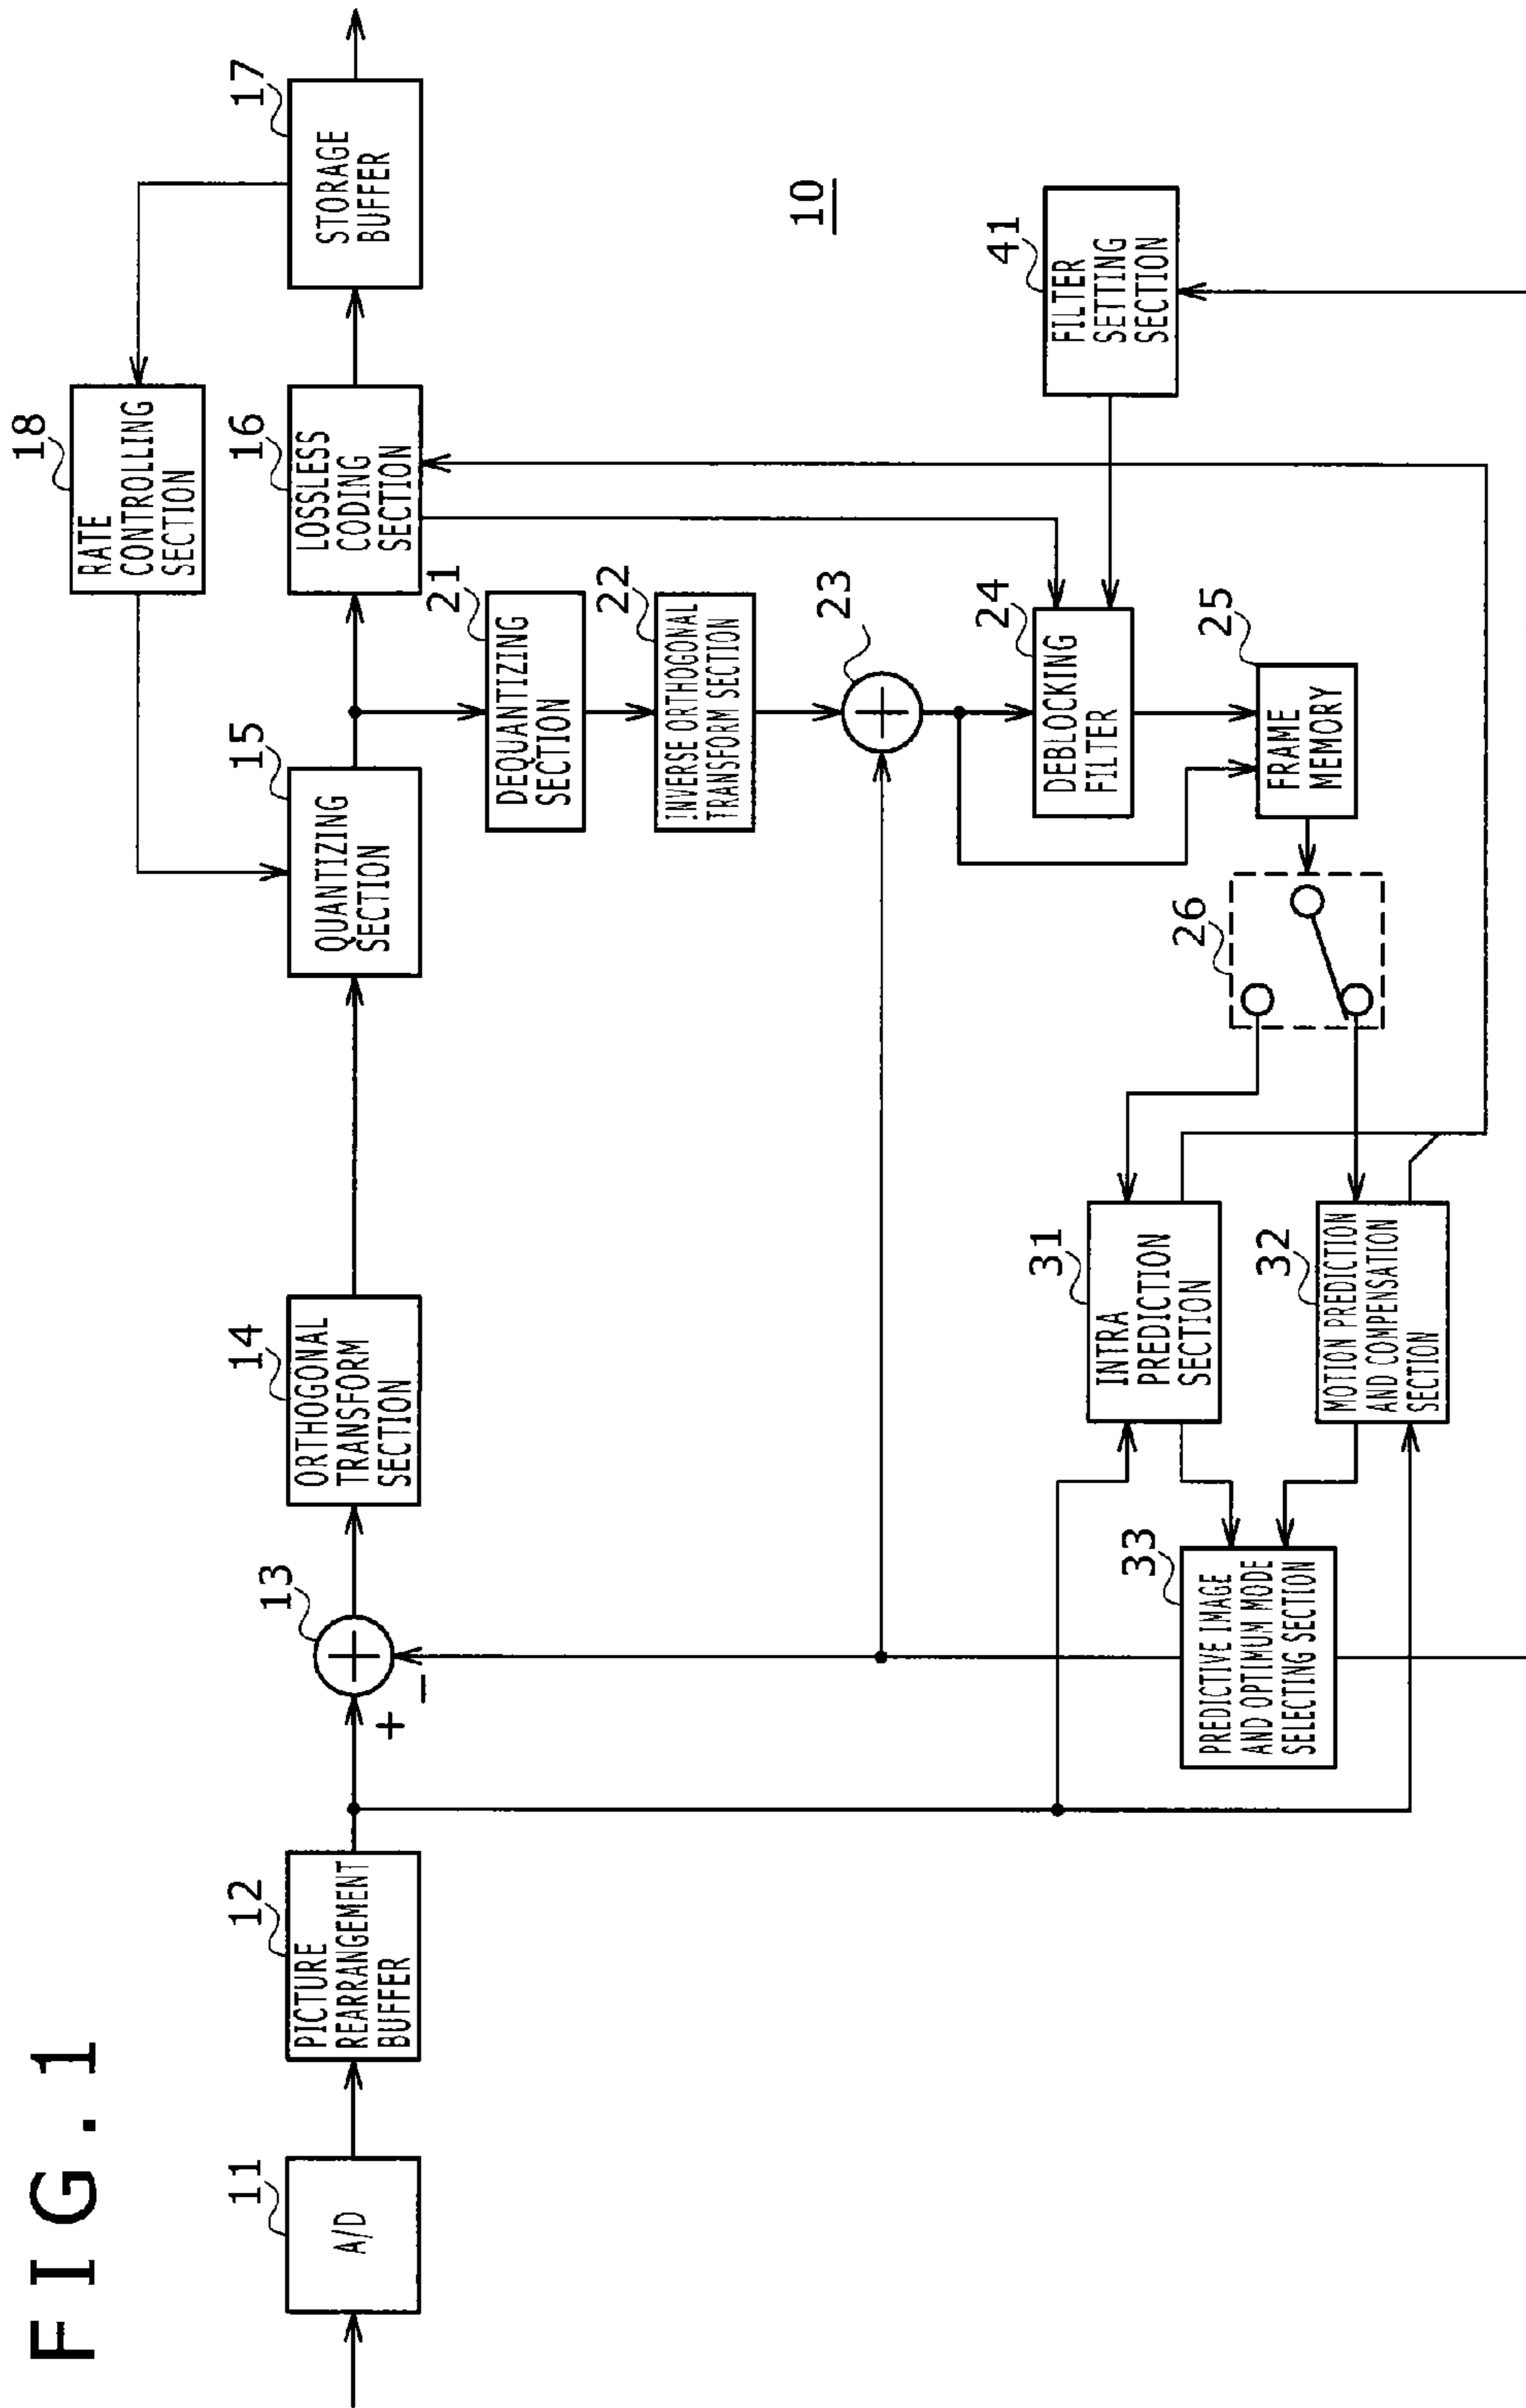 FIG. 1
18
RATE
CONTROLLING
SECTION
11
A/D
12
PICTURE
REARRANGEMENT
BUFFER
13
+
−
14
ORTHOGONAL
TRANSFORM
SECTION
15
QUANTIZING
SECTION
16
LOSSLESS
CODING
SECTION
17
STORAGE
BUFFER
21
DEQUANTIZING
SECTION
22
INVERSE ORTHOGONAL
TRANSFORM SECTION
10
23
24
DEBLOCKING
FILTER
41
FILTER
SETTING
SECTION
25
FRAME
MEMORY
26
31
INTRA
PREDICTION
SECTION
32
MOTION PREDICTION
AND COMPENSATION
SECTION
33
PREDICTIVE IMAGE
AND OPTIMUM MODE
SELECTING SECTION